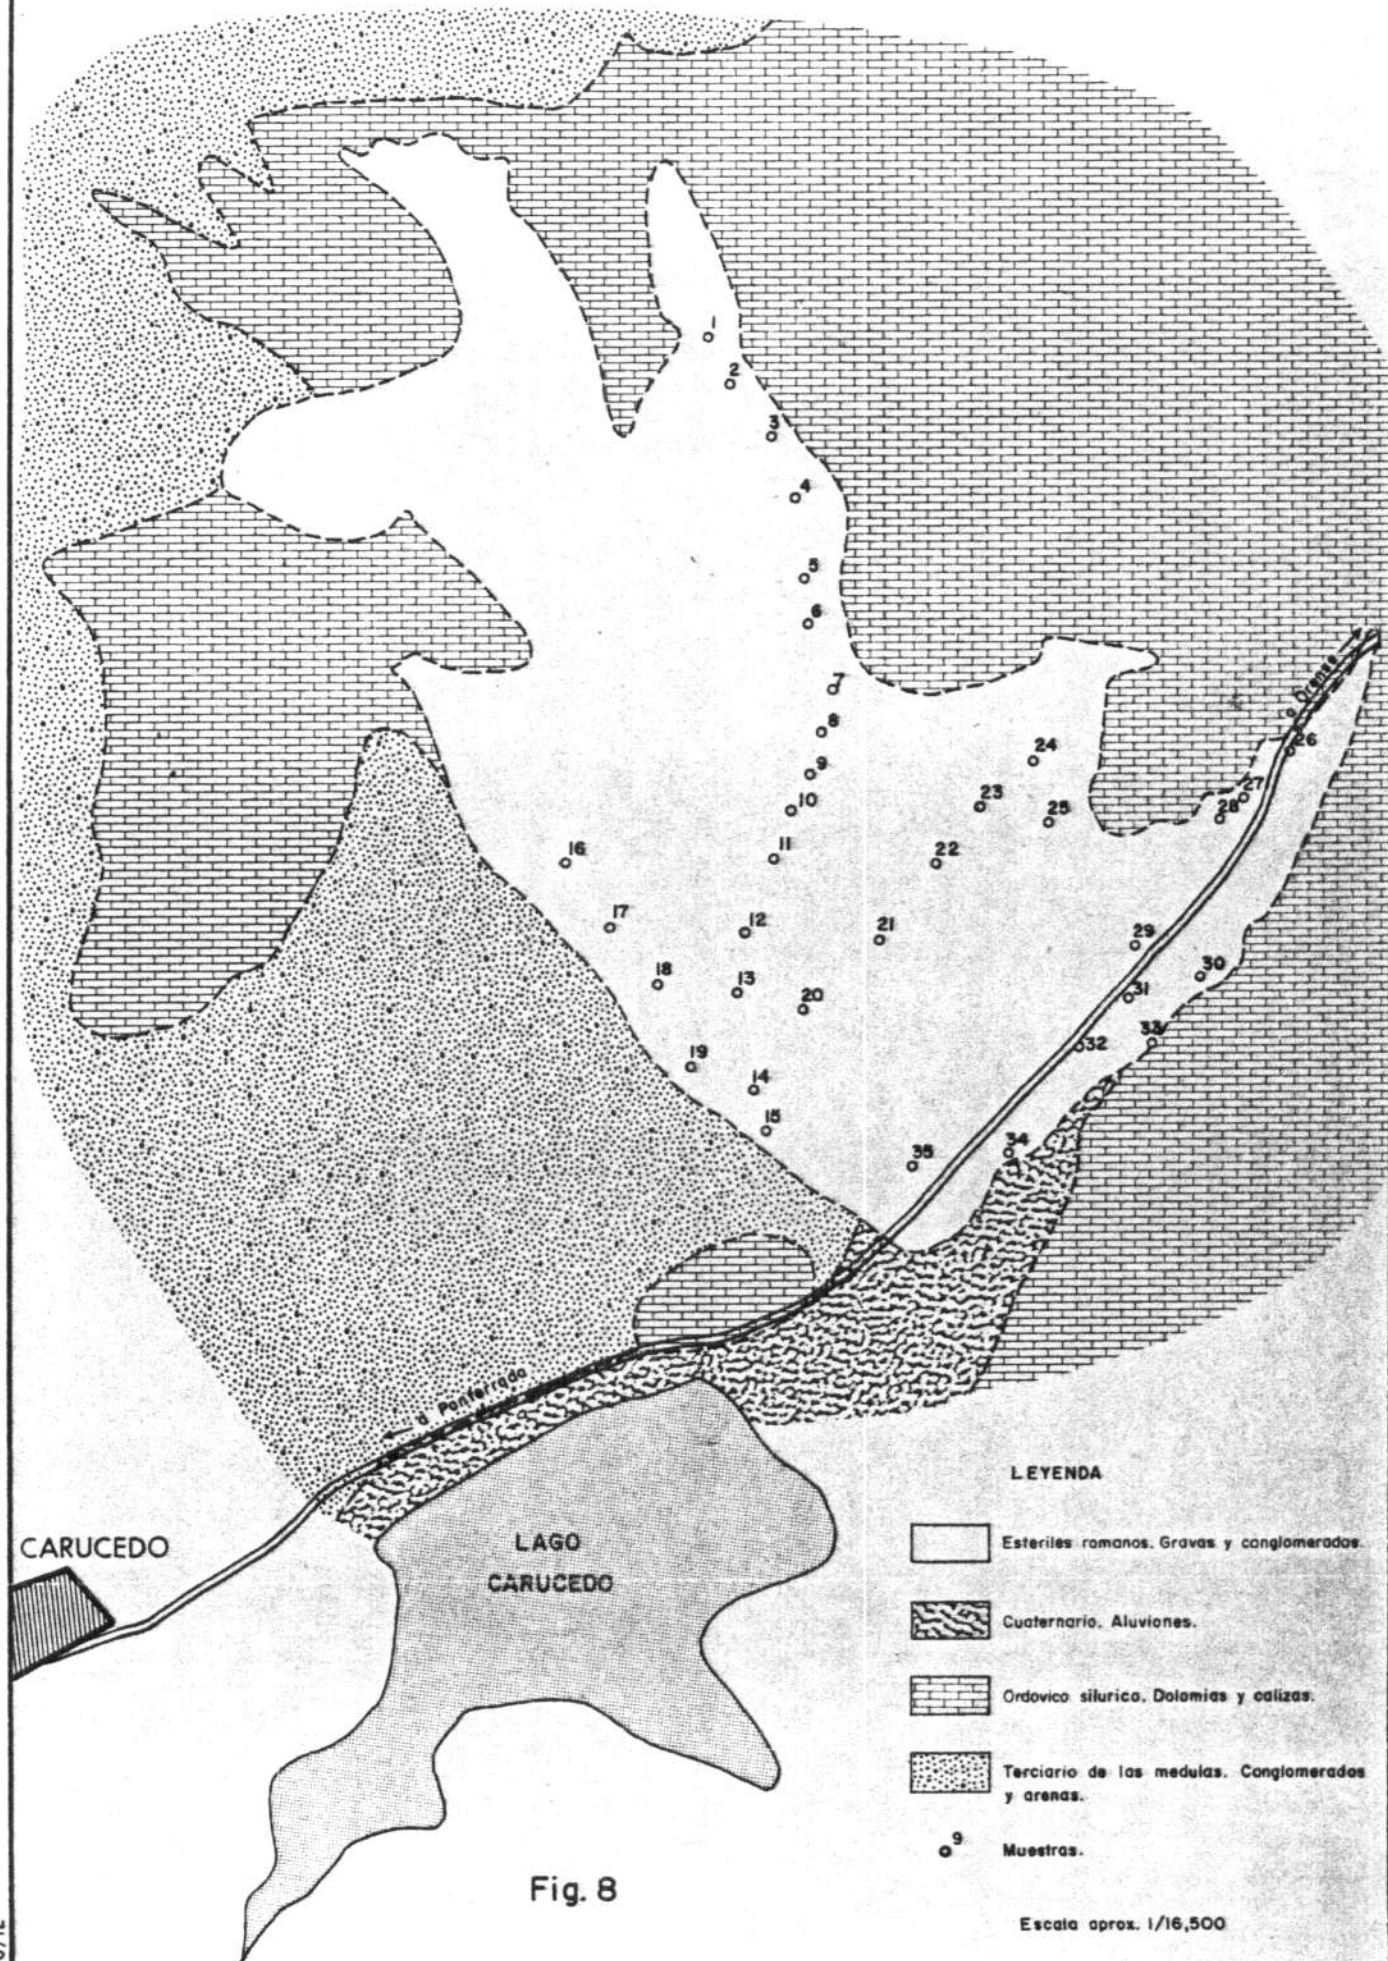 1
2
3
4
5
6
7
8
9
10
11
12
13
14
15
16
17
18
19
20
21
22
23
24
25
26
27
28
29
30
31
32
33
34
35
a Orense
a Ponferrada
CARUCEDO
LAGO
CARUCEDO
LEYENDA
Esteriles romanos. Gravas y conglomerados.
Cuaternario. Aluviones.
Ordovico silurico. Dolomias y calizas.
Terciario de las medulas. Conglomerados
y arenas.
9
Muestras.
Fig. 8
Escala aprox. 1/16,500